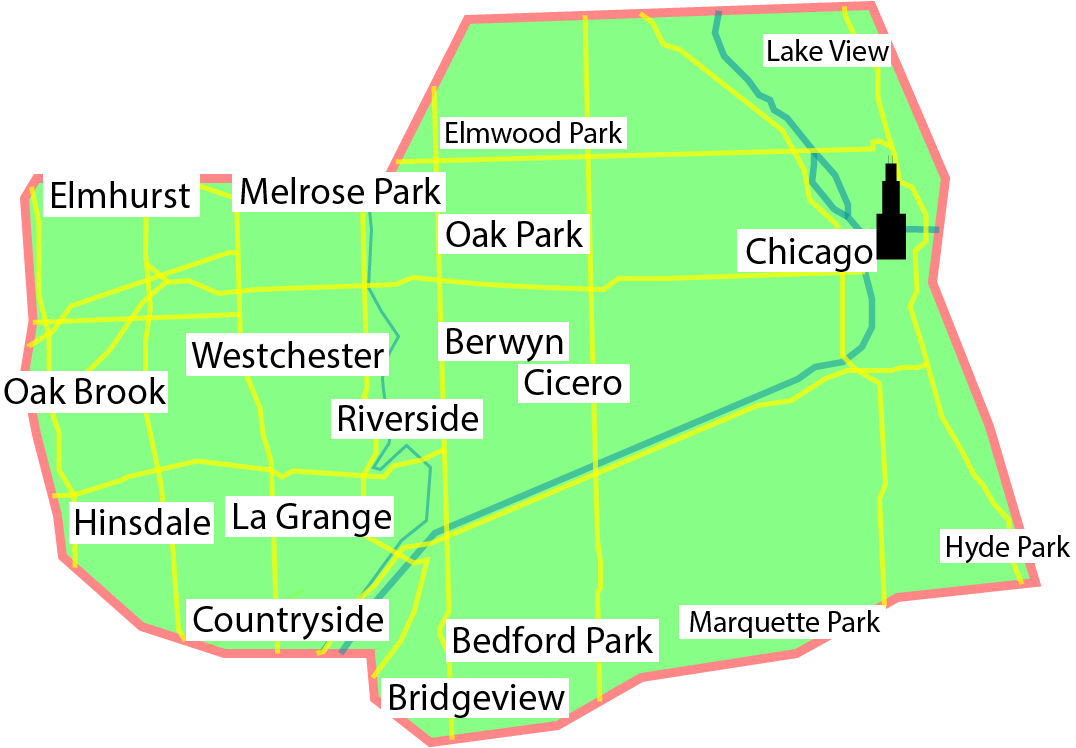 Lake View
Elmwood Park
Elmhurst
Melrose Park
Oak Park
Chicago
Westchester
Berwyn
Oak Brook
Cicero
Riverside
Hinsdale
La Grange
Hyde Park
Countryside
Bedford Park
Marquette Park
Bridgeview